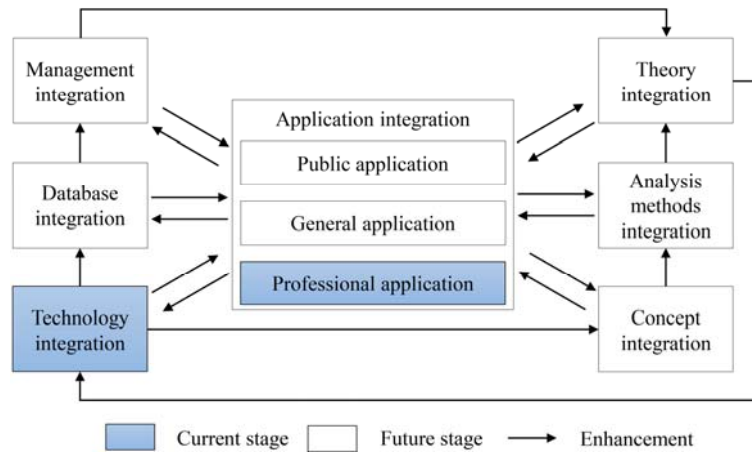 Management
integration
Theory
integration
Application integration
Public application
Database
integration
General application
Analysis
methods
integration
Professional application
Technology
integration
Concept
integration
Current stage
Future stage
Enhancement